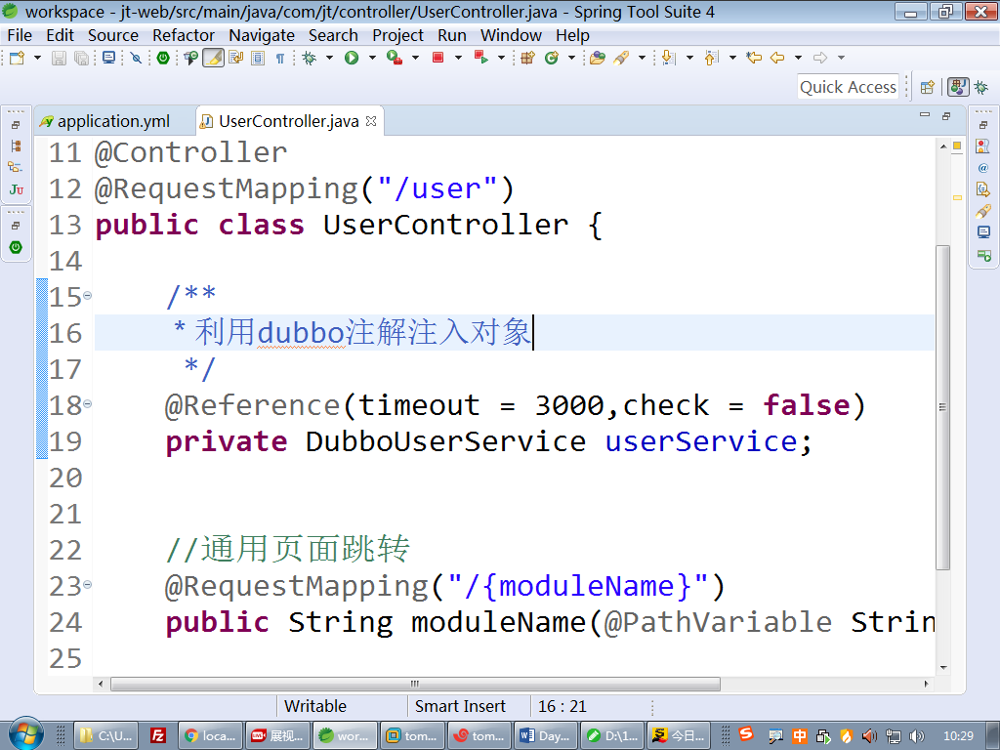 workspace - jt-web/src/main/java/com/jt/controller/UserController.java - Spring Tool Suite 4
File Edit Source Refactor Navigate Search Project Run Window Help
Quick Access
application.yml UserController.java
11 @Controller
12 @RequestMapping("/user")
13 public class UserController {
14
15 /**
16 * 利用dubbo注解注入对象
17 */
18 @Reference(timeout = 3000,check = false)
19 private DubboUserService userService;
20
21
22 //通用页面跳转
23 @RequestMapping("/{moduleName}")
24 public String moduleName(@PathVariable Strin
25
Writable Smart Insert 16 : 21
C:\U... loca... 展视... wor... tom... tom... Day... D:\1... 今日... 中 10:29